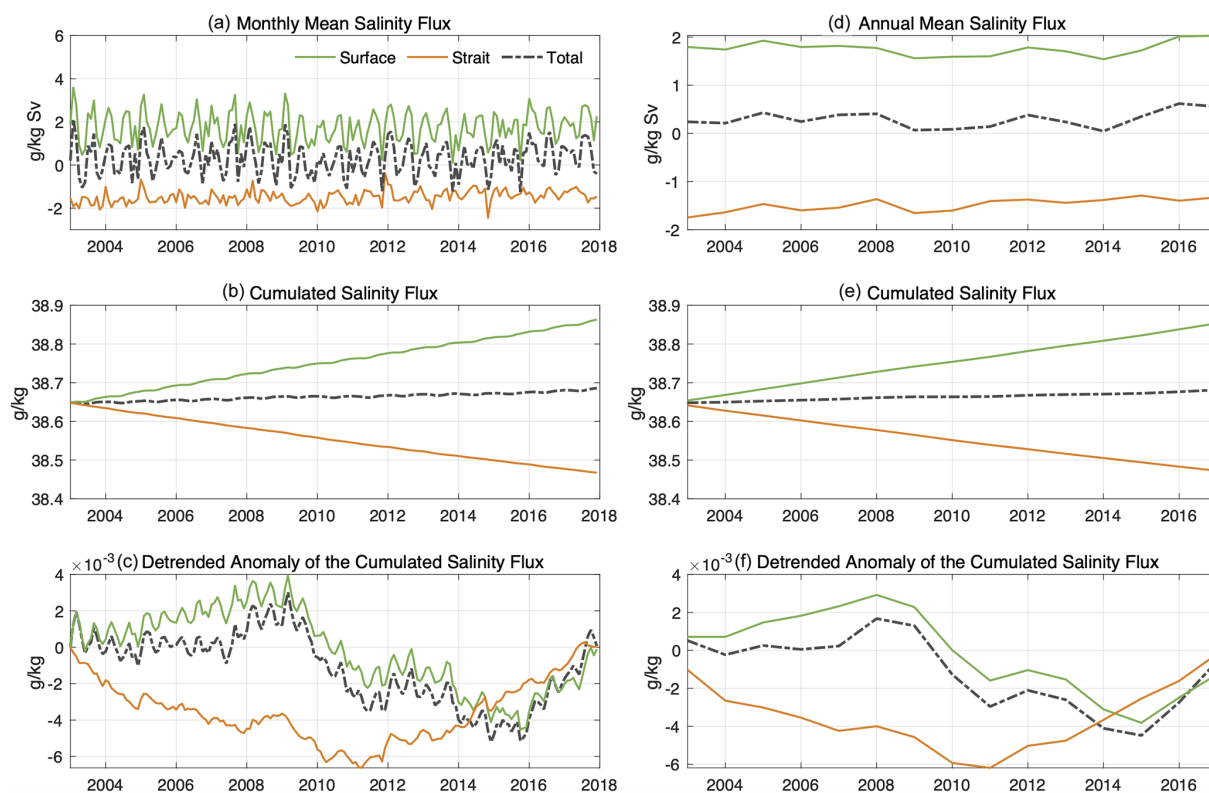 (a) Monthly Mean Salinity Flux
6
4
2
0
-2
g/kg Sv
Surface Strait Total
2004 2006 2008 2010 2012 2014 2016 2018
(d) Annual Mean Salinity Flux
2
1
0
-1
-2
g/kg Sv
2004 2006 2008 2010 2012 2014 2016
(b) Cumulated Salinity Flux
38.9
38.8
38.7
38.6
38.5
38.4
g/kg
2004 2006 2008 2010 2012 2014 2016 2018
(e) Cumulated Salinity Flux
38.9
38.8
38.7
38.6
38.5
38.4
g/kg
2004 2006 2008 2010 2012 2014 2016
×10⁻³ (c) Detrended Anomaly of the Cumulated Salinity Flux
4
2
0
-2
-4
-6
g/kg
2004 2006 2008 2010 2012 2014 2016 2018
×10⁻³ (f) Detrended Anomaly of the Cumulated Salinity Flux
4
2
0
-2
-4
-6
g/kg
2004 2006 2008 2010 2012 2014 2016